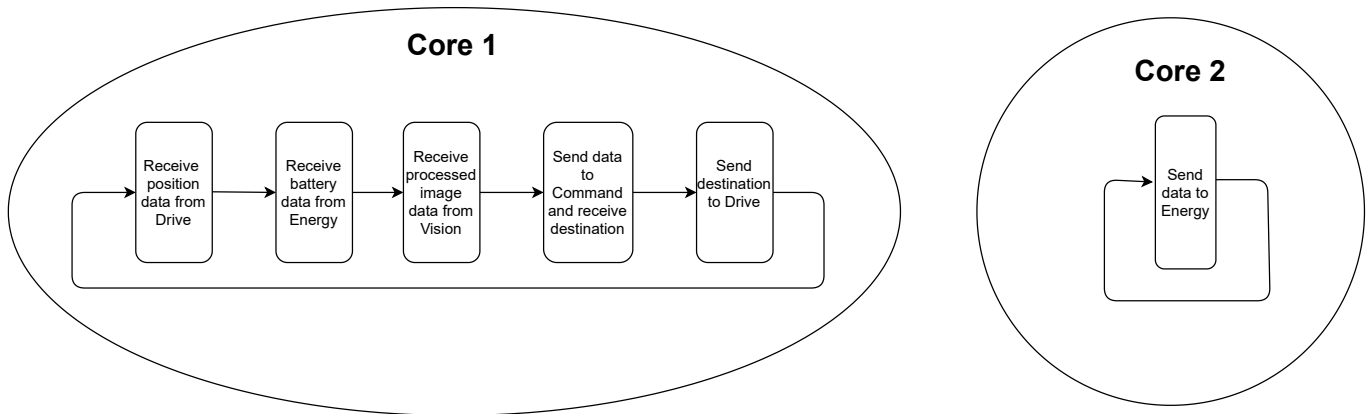 Core 1
Receive
position
data from
Drive
Receive
battery
data from
Energy
Receive
processed
image
data from
Vision
Send data
to
Command
and receive
destination
Send
destination
to Drive
Core 2
Send
data to
Energy